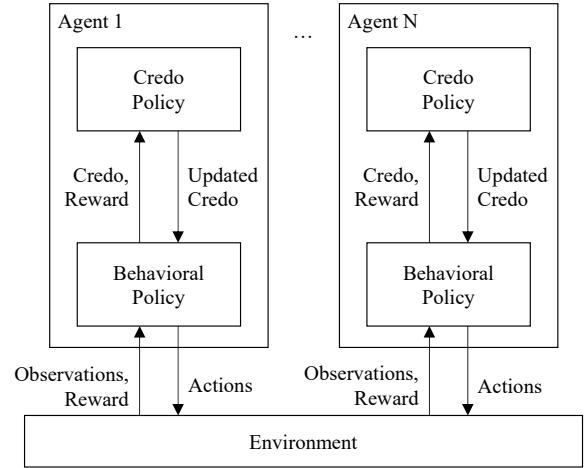 Agent 1
...
Agent N
Credo
Policy
Credo
Policy
Credo,
Reward
Updated
Credo
Credo,
Reward
Updated
Credo
Behavioral
Policy
Behavioral
Policy
Observations,
Reward
Actions
Observations,
Reward
Actions
Environment